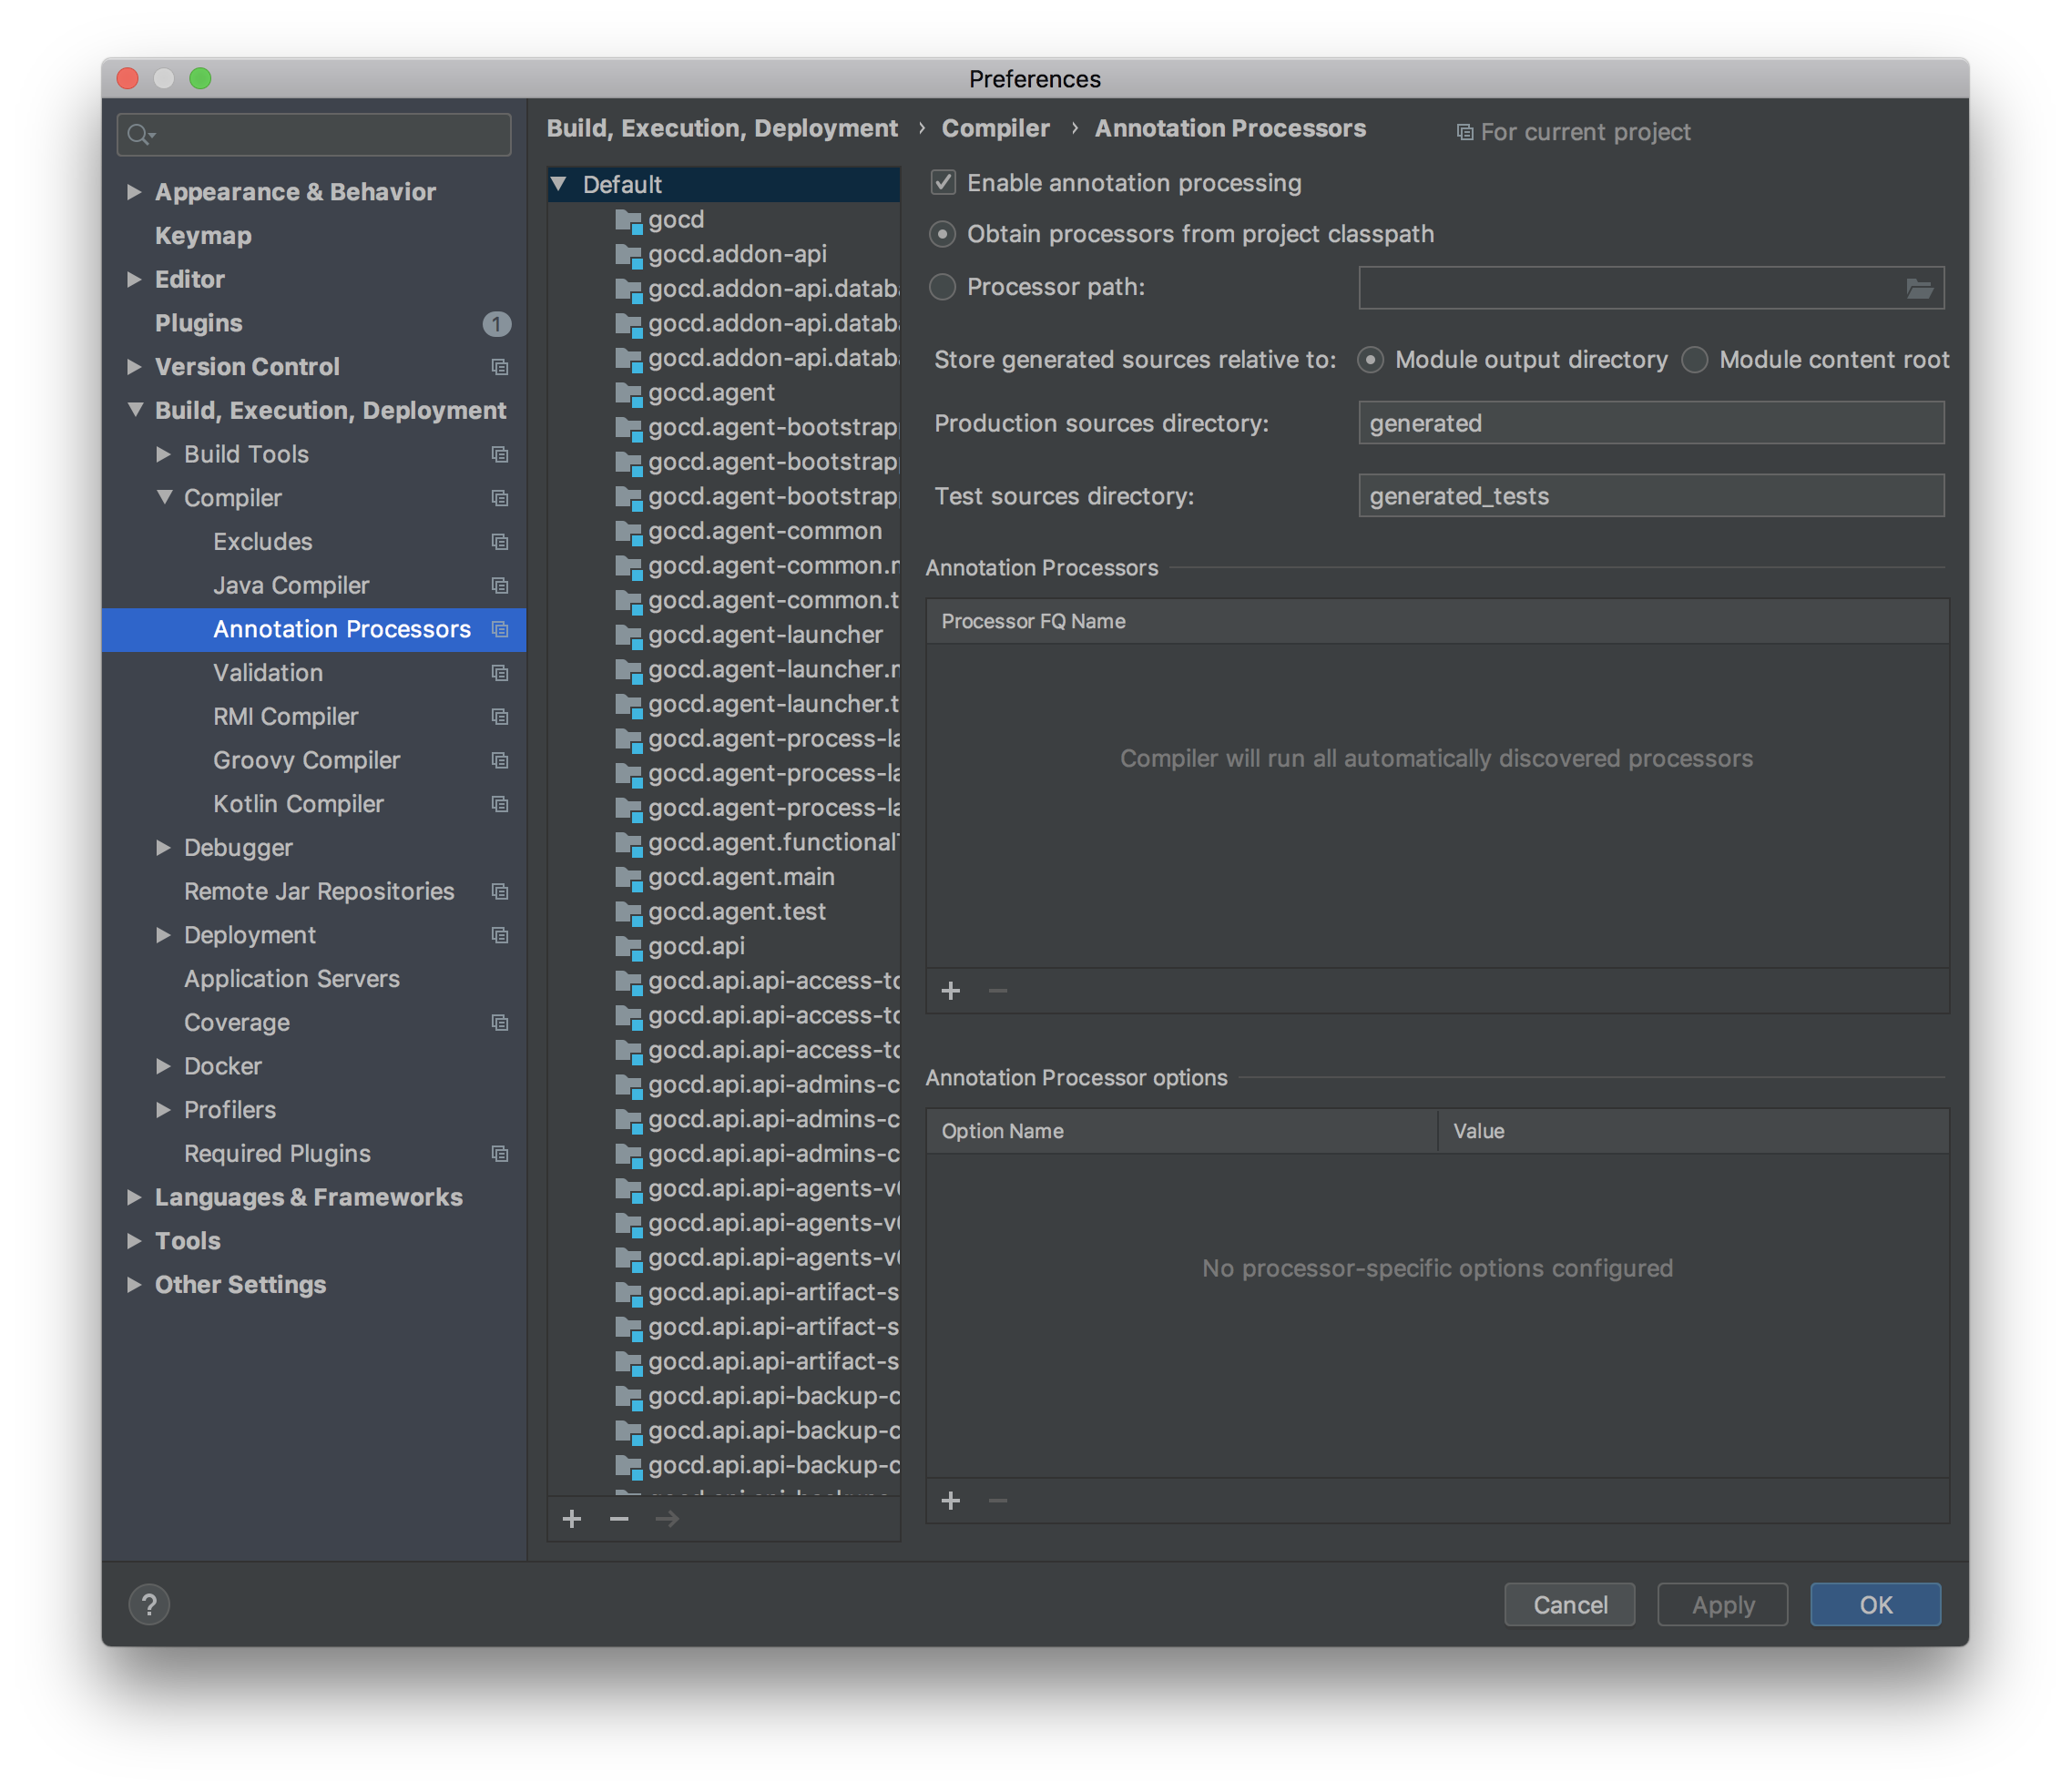 Preferences
Appearance & Behavior
Keymap
Editor
Plugins 1
Version Control
Build, Execution, Deployment
Build Tools
Compiler
Excludes
Java Compiler
Annotation Processors
Validation
RMI Compiler
Groovy Compiler
Kotlin Compiler
Debugger
Remote Jar Repositories
Deployment
Application Servers
Coverage
Docker
Profilers
Required Plugins
Languages & Frameworks
Tools
Other Settings
Build, Execution, Deployment › Compiler › Annotation Processors For current project
Default
gocd
gocd.addon-api
gocd.addon-api.databa
gocd.addon-api.databa
gocd.addon-api.databa
gocd.agent
gocd.agent-bootstrapp
gocd.agent-bootstrapp
gocd.agent-bootstrapp
gocd.agent-common
gocd.agent-common.m
gocd.agent-common.t
gocd.agent-launcher
gocd.agent-launcher.m
gocd.agent-launcher.t
gocd.agent-process-la
gocd.agent-process-la
gocd.agent-process-la
gocd.agent.functionalT
gocd.agent.main
gocd.agent.test
gocd.api
gocd.api.api-access-to
gocd.api.api-access-to
gocd.api.api-access-to
gocd.api.api-admins-c
gocd.api.api-admins-c
gocd.api.api-admins-c
gocd.api.api-agents-v6
gocd.api.api-agents-v6
gocd.api.api-agents-v6
gocd.api.api-artifact-s
gocd.api.api-artifact-s
gocd.api.api-artifact-s
gocd.api.api-backup-c
gocd.api.api-backup-c
gocd.api.api-backup-c
Enable annotation processing
Obtain processors from project classpath
Processor path:
Store generated sources relative to: Module output directory Module content root
Production sources directory: generated
Test sources directory: generated_tests
Annotation Processors
Processor FQ Name
Compiler will run all automatically discovered processors
+ −
Annotation Processor options
Option Name Value
No processor-specific options configured
+ −
+ − →
? Cancel Apply OK